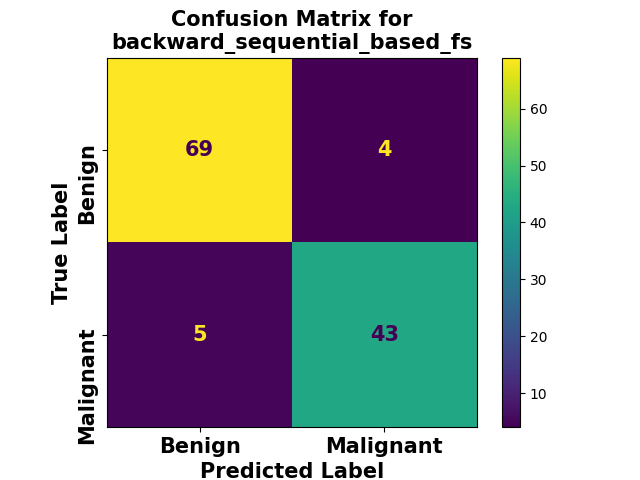 Confusion Matrix for
backward_sequential_based_fs
True Label
Benign
Malignant
69
4
5
43
Benign
Malignant
Predicted Label
60
50
40
30
20
10